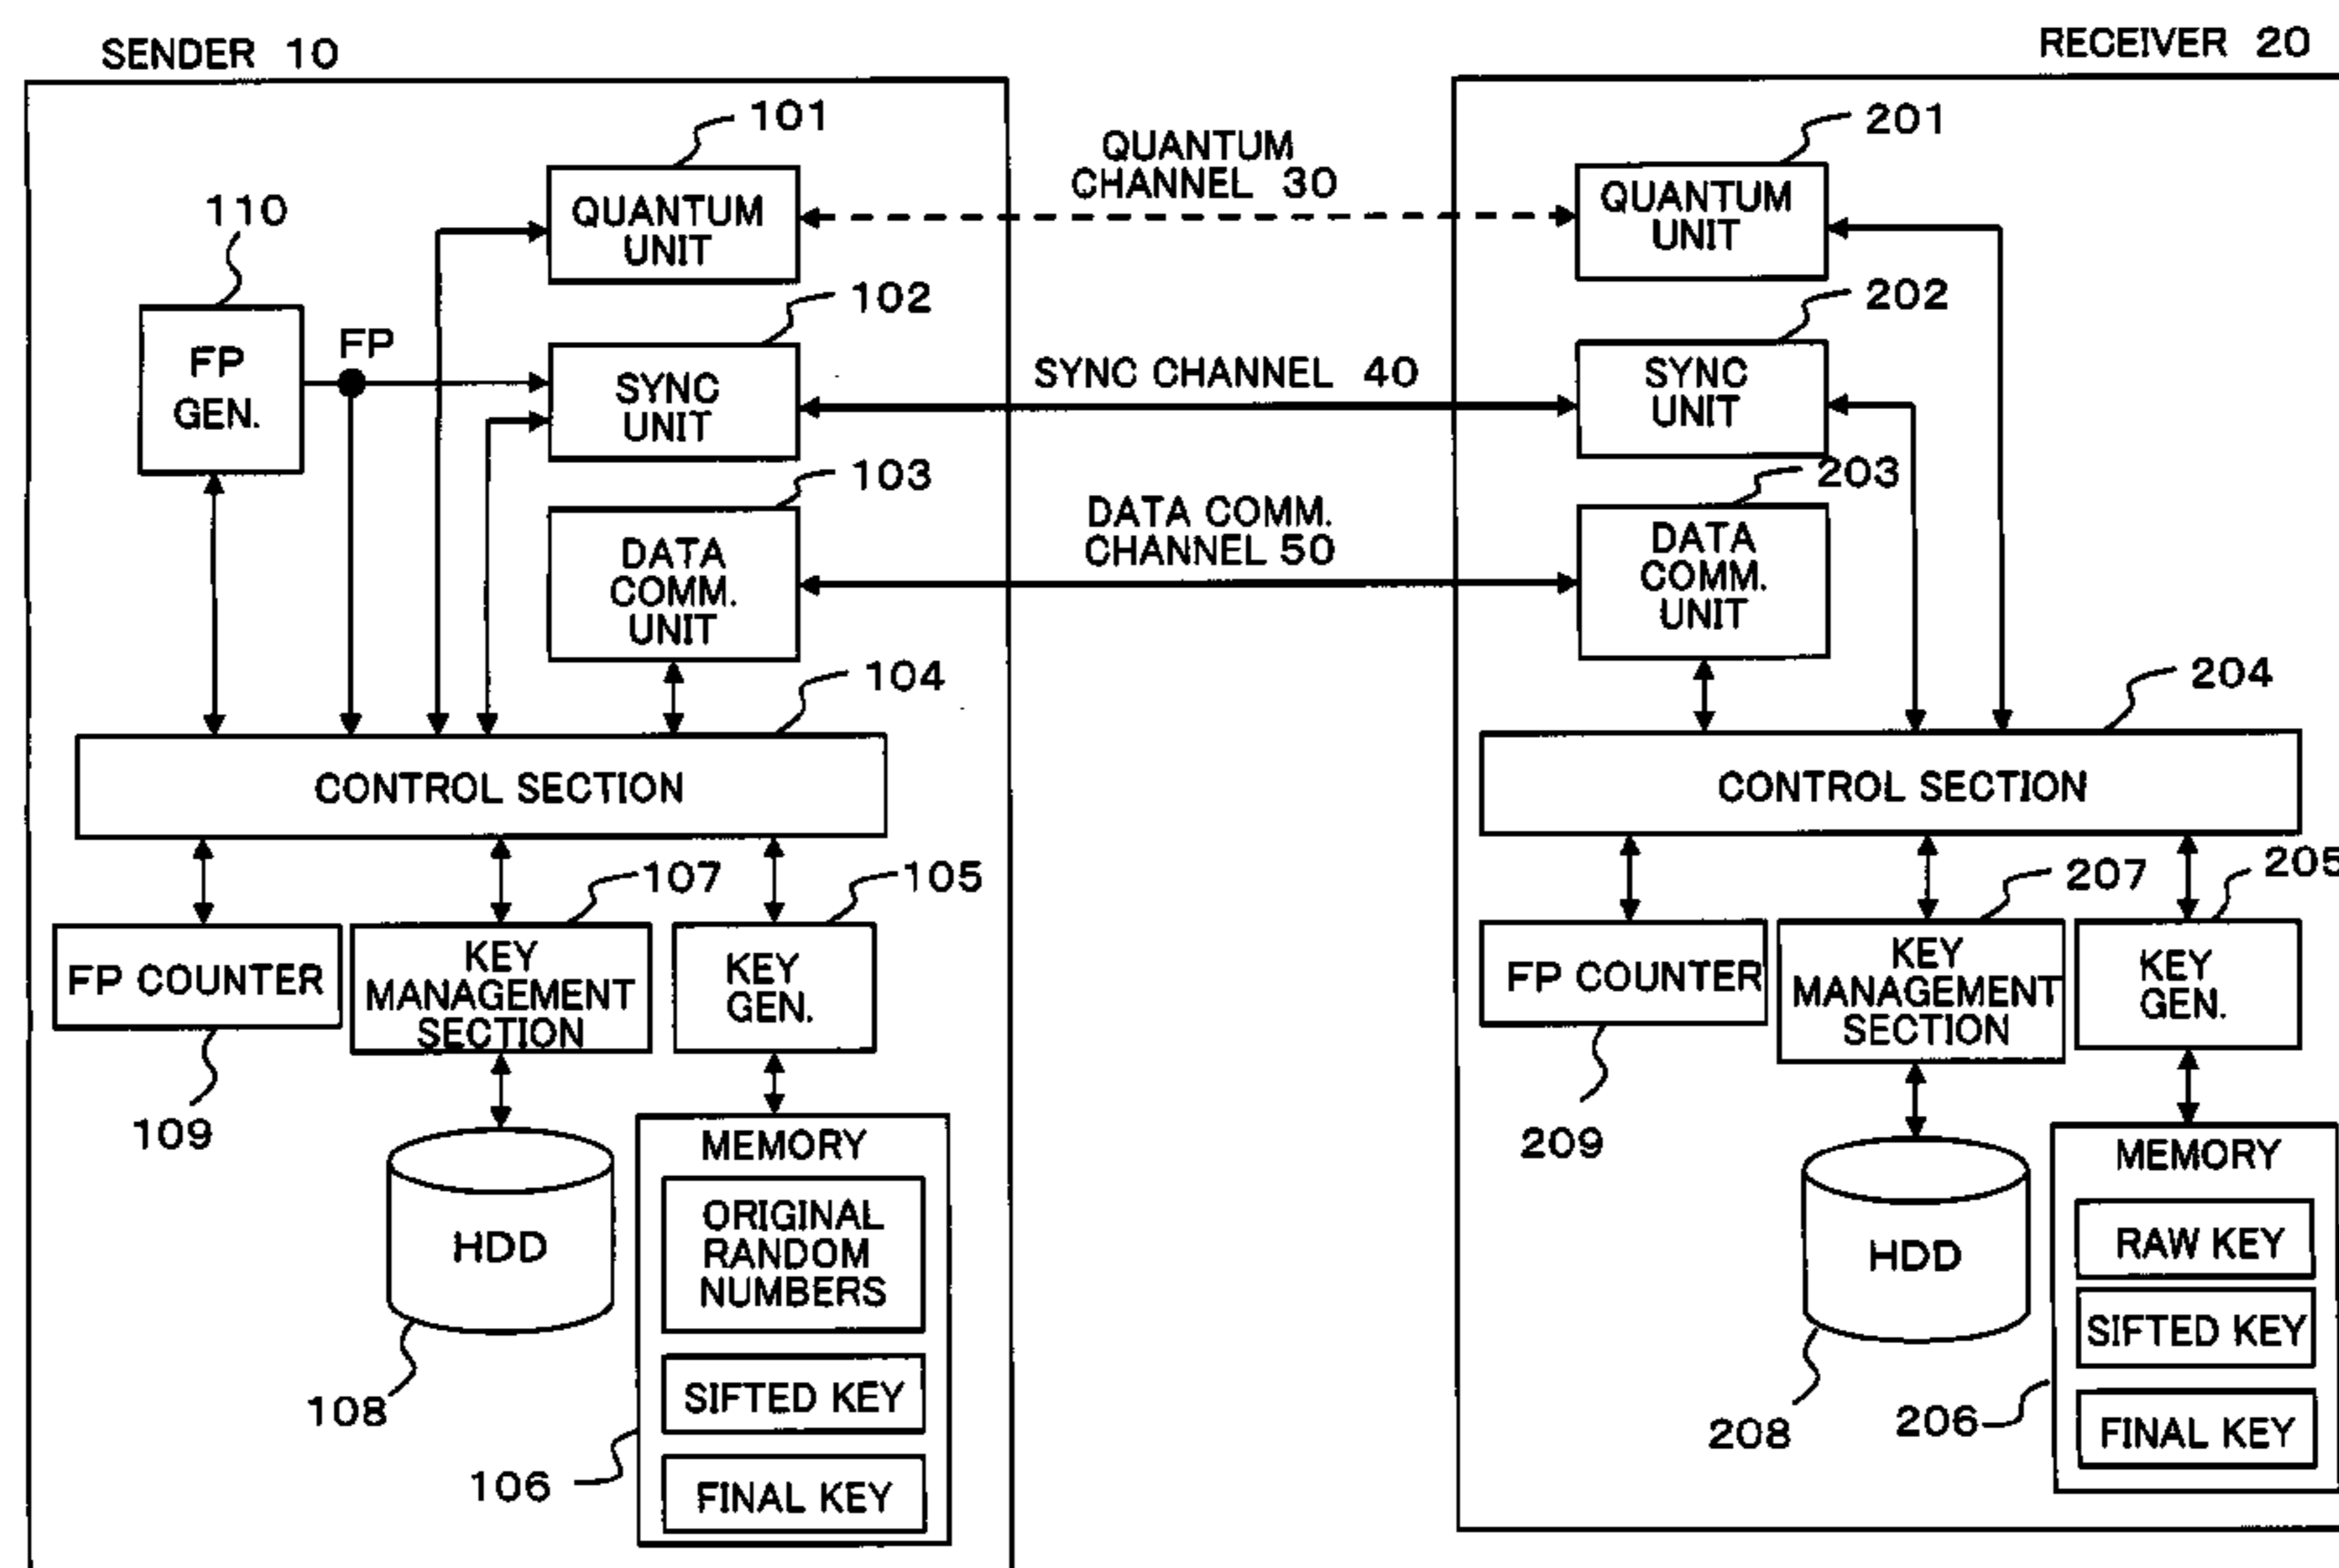 SENDER 10
RECEIVER 20
101
QUANTUM
CHANNEL 30
201
110
QUANTUM
UNIT
QUANTUM
UNIT
102
202
FP
GEN.
FP
SYNC
UNIT
SYNC CHANNEL 40
SYNC
UNIT
103
203
DATA
COMM.
UNIT
DATA COMM.
CHANNEL 50
DATA
COMM.
UNIT
104
204
CONTROL SECTION
CONTROL SECTION
107
105
207
205
FP COUNTER
KEY
MANAGEMENT
SECTION
KEY
GEN.
FP COUNTER
KEY
MANAGEMENT
SECTION
KEY
GEN.
109
209
HDD
108
MEMORY
ORIGINAL
RANDOM
NUMBERS
SIFTED KEY
FINAL KEY
106
HDD
208
MEMORY
RAW KEY
SIFTED KEY
FINAL KEY
206